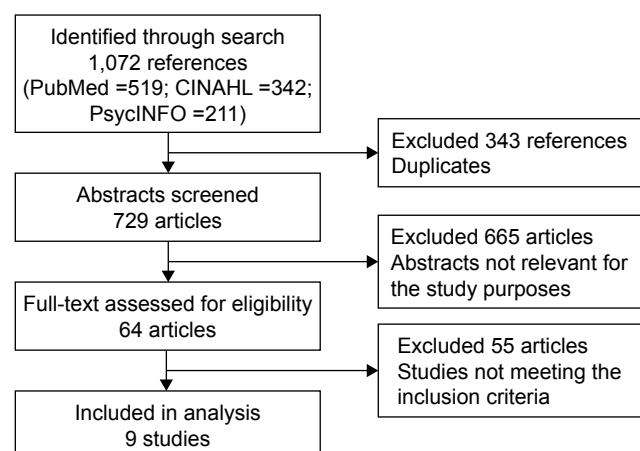 Identified through search
1,072 references
(PubMed =519; CINAHL =342;
PsycINFO =211)
Excluded 343 references
Duplicates
Abstracts screened
729 articles
Excluded 665 articles
Abstracts not relevant for
the study purposes
Full-text assessed for eligibility
64 articles
Excluded 55 articles
Studies not meeting the
inclusion criteria
Included in analysis
9 studies